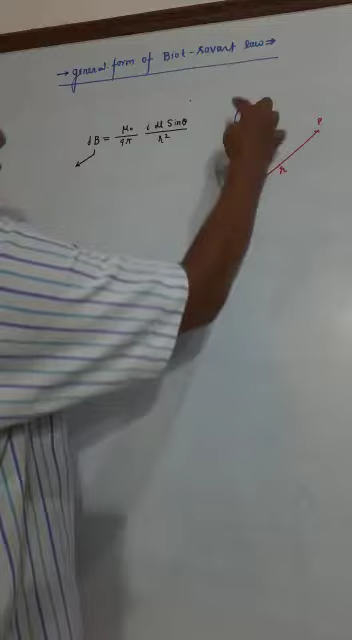 → general form of Biot-savart law ⇒
dB = μ₀/4π i dl Sinθ/r²
P
r